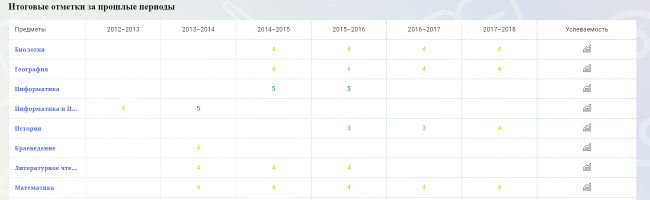 Итоговые отметки за прошлые периоды
Предметы 2012–2013 2013–2014 2014–2015 2015–2016 2016–2017 2017–2018 Успеваемость
Биология 4 4 4 4
География 4 4 4 4
Информатика 5 5
Информатика и И... 4 5
История 3 3 4
Краеведение 4
Литературное чте... 4 4 4
Математика 4 4 4 4 4